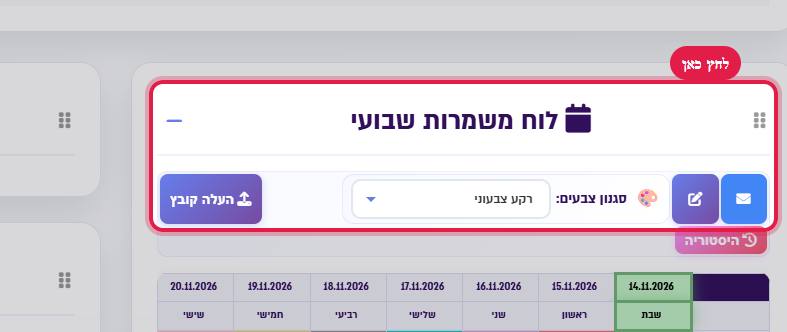 לחץ כאן
לוח משמרות שבועי
סגנון צבעים: רקע צבעוני העלה קובץ
היסטוריה
14.11.2026 15.11.2026 16.11.2026 17.11.2026 18.11.2026 19.11.2026 20.11.2026
שבת ראשון שני שלישי רביעי חמישי שישי